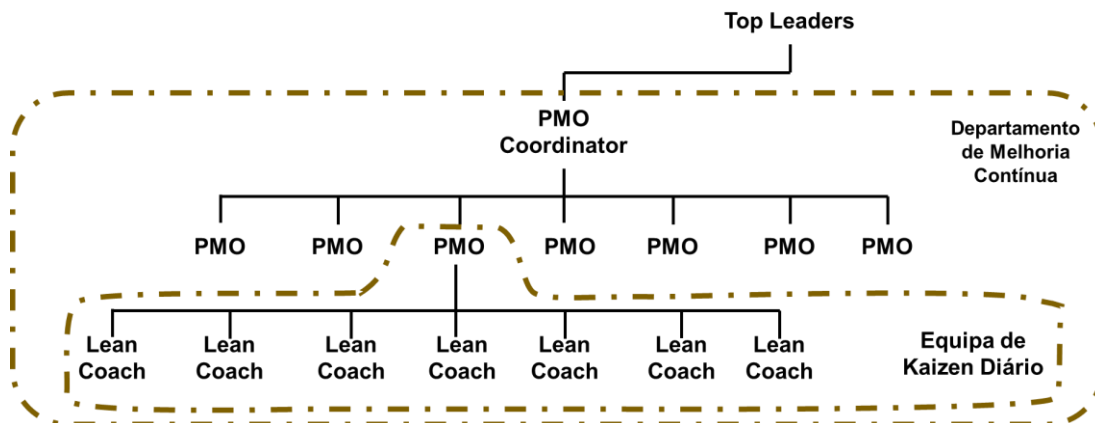 Top Leaders
PMO
Coordinator
Departamento
de Melhoria
Contínua
PMO PMO PMO PMO PMO PMO PMO
Lean Lean Lean Lean Lean Lean Lean
Coach Coach Coach Coach Coach Coach Coach
Equipa de
Kaizen Diário